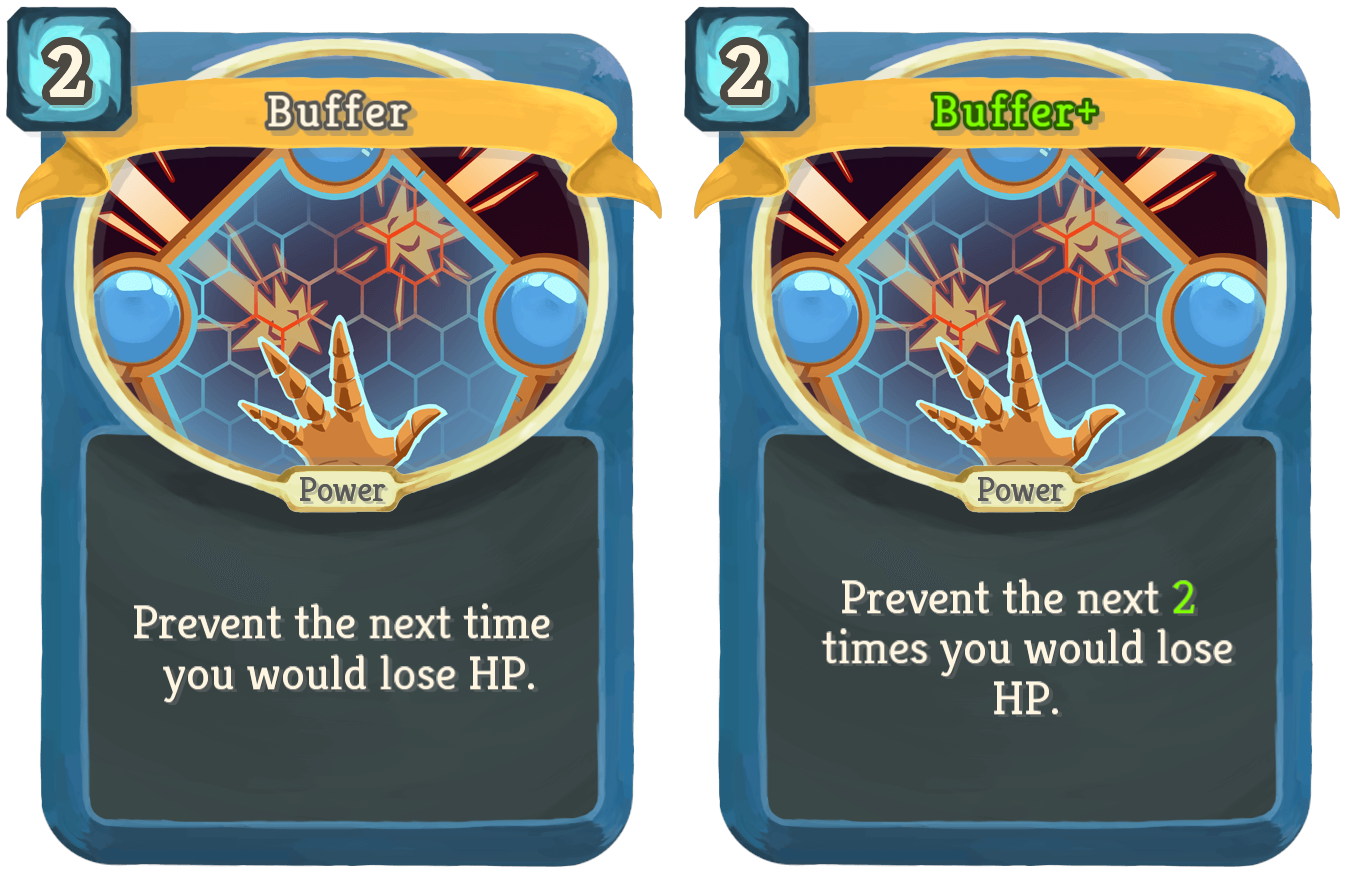 2
Buffer
Power
Prevent the next time
you would lose HP.
2
Buffer+
Power
Prevent the next 2
times you would lose
HP.